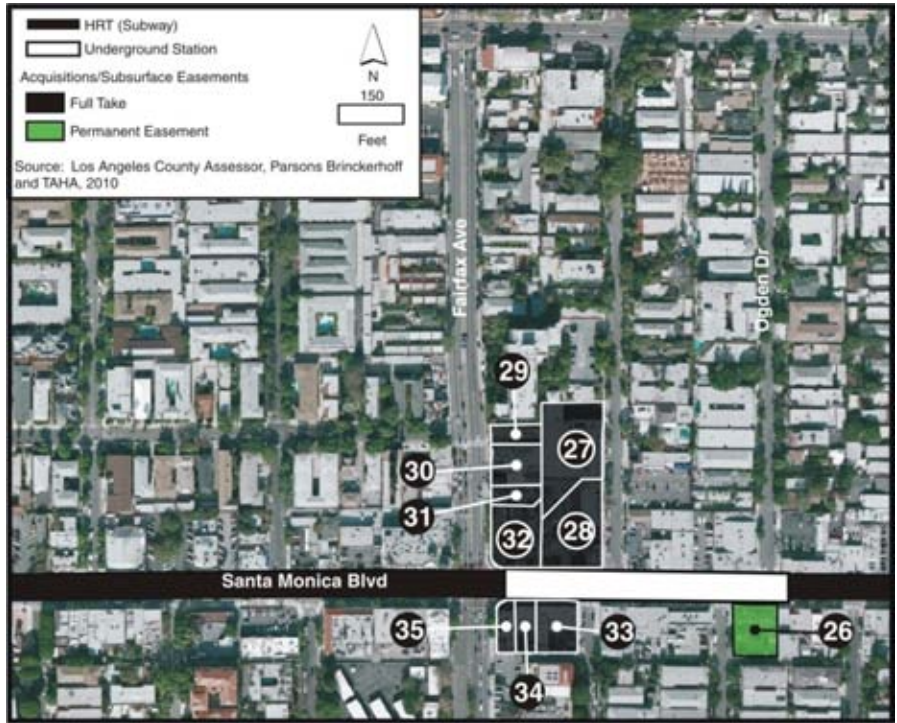 HRT (Subway)
Underground Station
Acquisitions/Subsurface Easements
Full Take
Permanent Easement
N
150
Feet
Source: Los Angeles County Assessor, Parsons Brinckerhoff
and TAHA, 2010
Fairfax Ave
Ogden Dr
29
27
30
31
32
28
Santa Monica Blvd
35
33
26
34